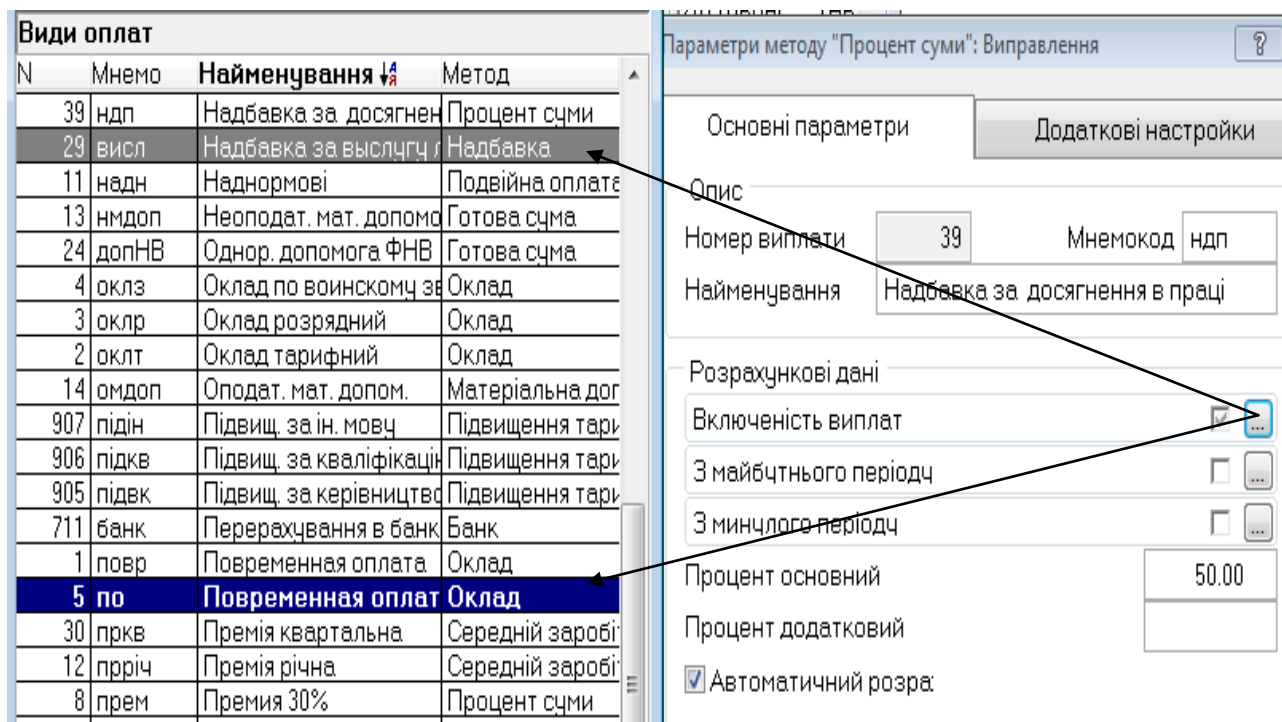 Види оплат
N Мнемо Найменування Метод
39 ндп Надбавка за досягнен Процент суми
29 висл Надбавка за выслугу л Надбавка
11 надн Наднормові Подвійна оплата
13 нмдоп Неоподат. мат. допомо Готова сума
24 допНВ Однор. допомога ФНВ Готова сума
4 оклз Оклад по воинскому зв Оклад
3 оклр Оклад розрядний Оклад
2 оклт Оклад тарифний Оклад
14 омдоп Оподат. мат. допом. Матеріальна доп
907 підін Підвищ. за ін. мову Підвищення тари
906 підкв Підвищ. за кваліфікацін Підвищення тари
905 підвк Підвищ. за керівництво Підвищення тари
711 банк Перерахування в банк Банк
1 повр Повременная оплата Оклад
5 по Повременная оплат Оклад
30 пркв Премія квартальна Середній заробіт
12 прріч Премія річна Середній заробіт
8 прем Премия 30% Процент суми
Параметри методу "Процент суми": Виправлення ?
Основні параметри Додаткові настройки
Опис
Номер виплати 39 Мнемокод ндп
Найменування Надбавка за досягнення в праці
Розрахункові дані
Включеність виплат ...
З майбутнього періоду ...
З минулого періоду ...
Процент основний 50.00
Процент додатковий
Автоматичний розра